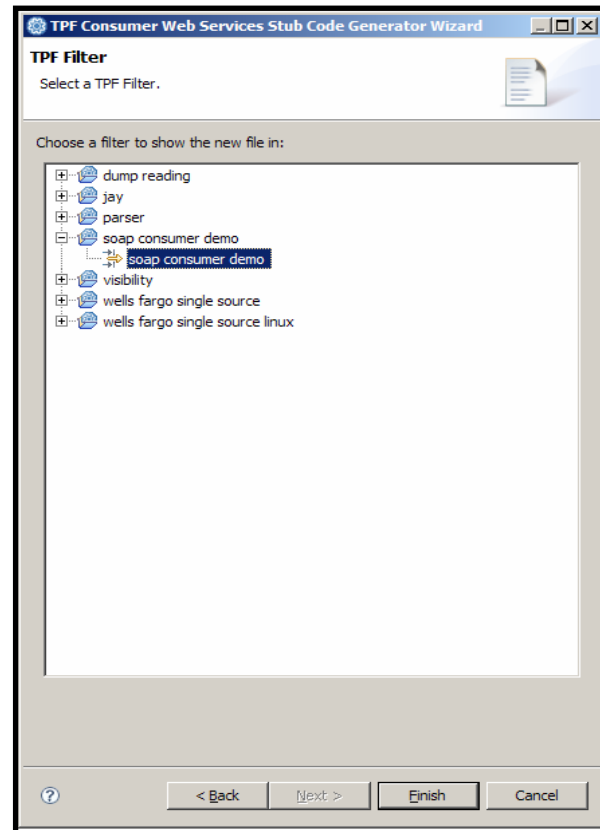 TPF Consumer Web Services Stub Code Generator Wizard
TPF Filter
Select a TPF Filter.
Choose a filter to show the new file in:
dump reading
jay
parser
soap consumer demo
soap consumer demo
visibility
wells fargo single source
wells fargo single source linux
? < Back Next > Finish Cancel